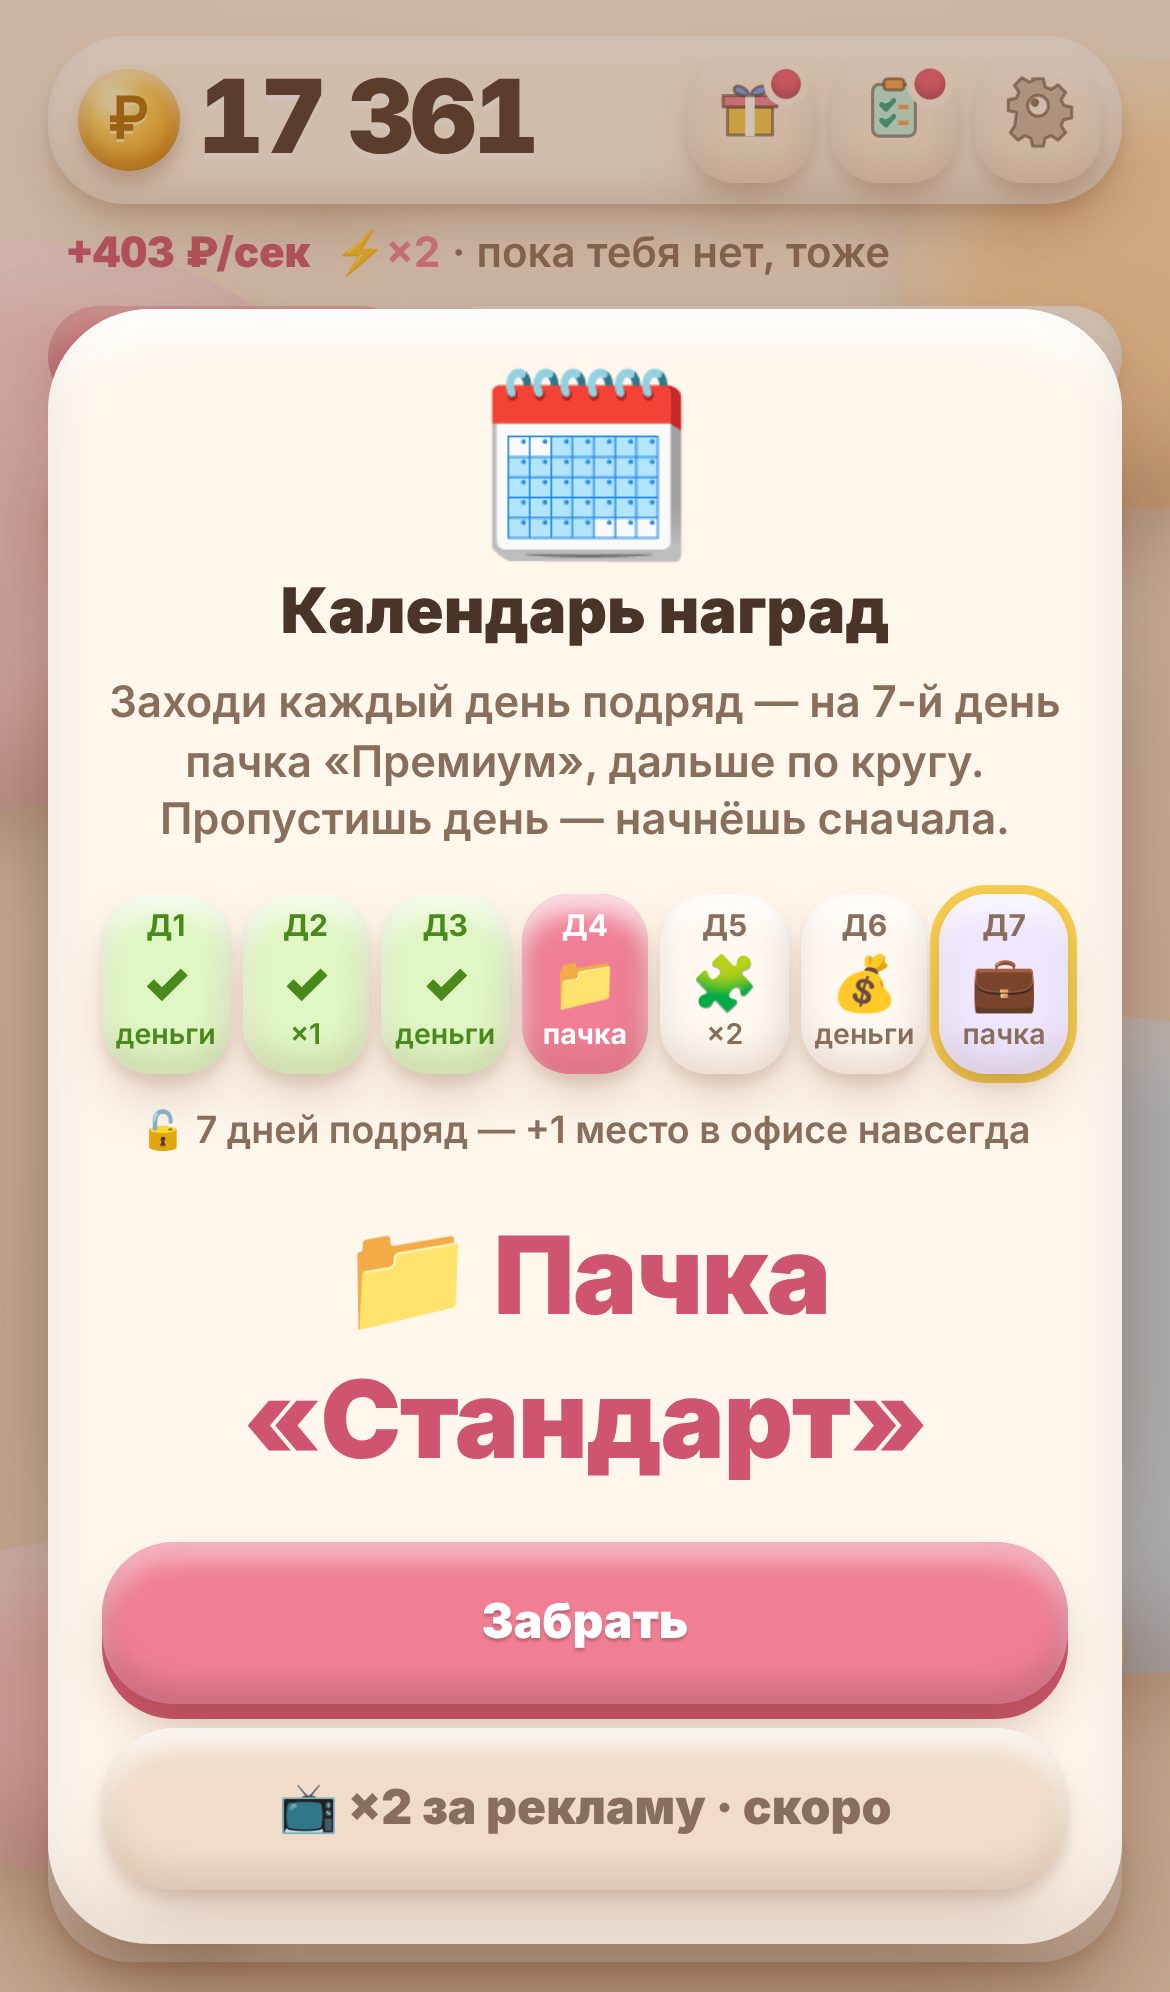 ₽ 17 361
+403 ₽/сек ⚡×2 · пока тебя нет, тоже
Календарь наград
Заходи каждый день подряд — на 7-й день
пачка «Премиум», дальше по кругу.
Пропустишь день — начнёшь сначала.
Д1 Д2 Д3 Д4 Д5 Д6 Д7
деньги ×1 деньги пачка ×2 деньги пачка
🔓 7 дней подряд — +1 место в офисе навсегда
📁 Пачка
«Стандарт»
Забрать
📺 ×2 за рекламу · скоро